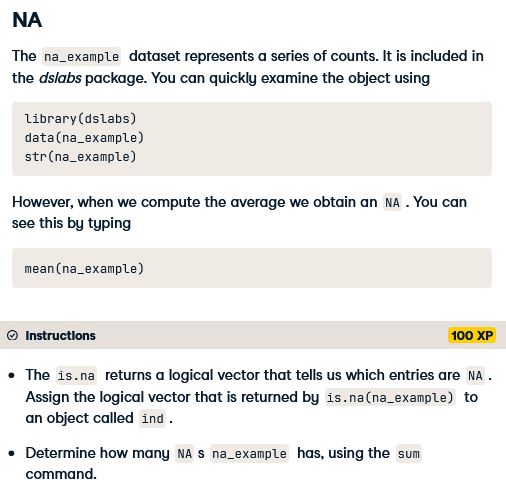 NA
The na_example dataset represents a series of counts. It is included in
the dslabs package. You can quickly examine the object using
library(dslabs)
data(na_example)
str(na_example)
However, when we compute the average we obtain an NA . You can
see this by typing
mean(na_example)
Instructions 100 XP
• The is.na returns a logical vector that tells us which entries are NA .
Assign the logical vector that is returned by is.na(na_example) to
an object called ind .
• Determine how many NA s na_example has, using the sum
command.